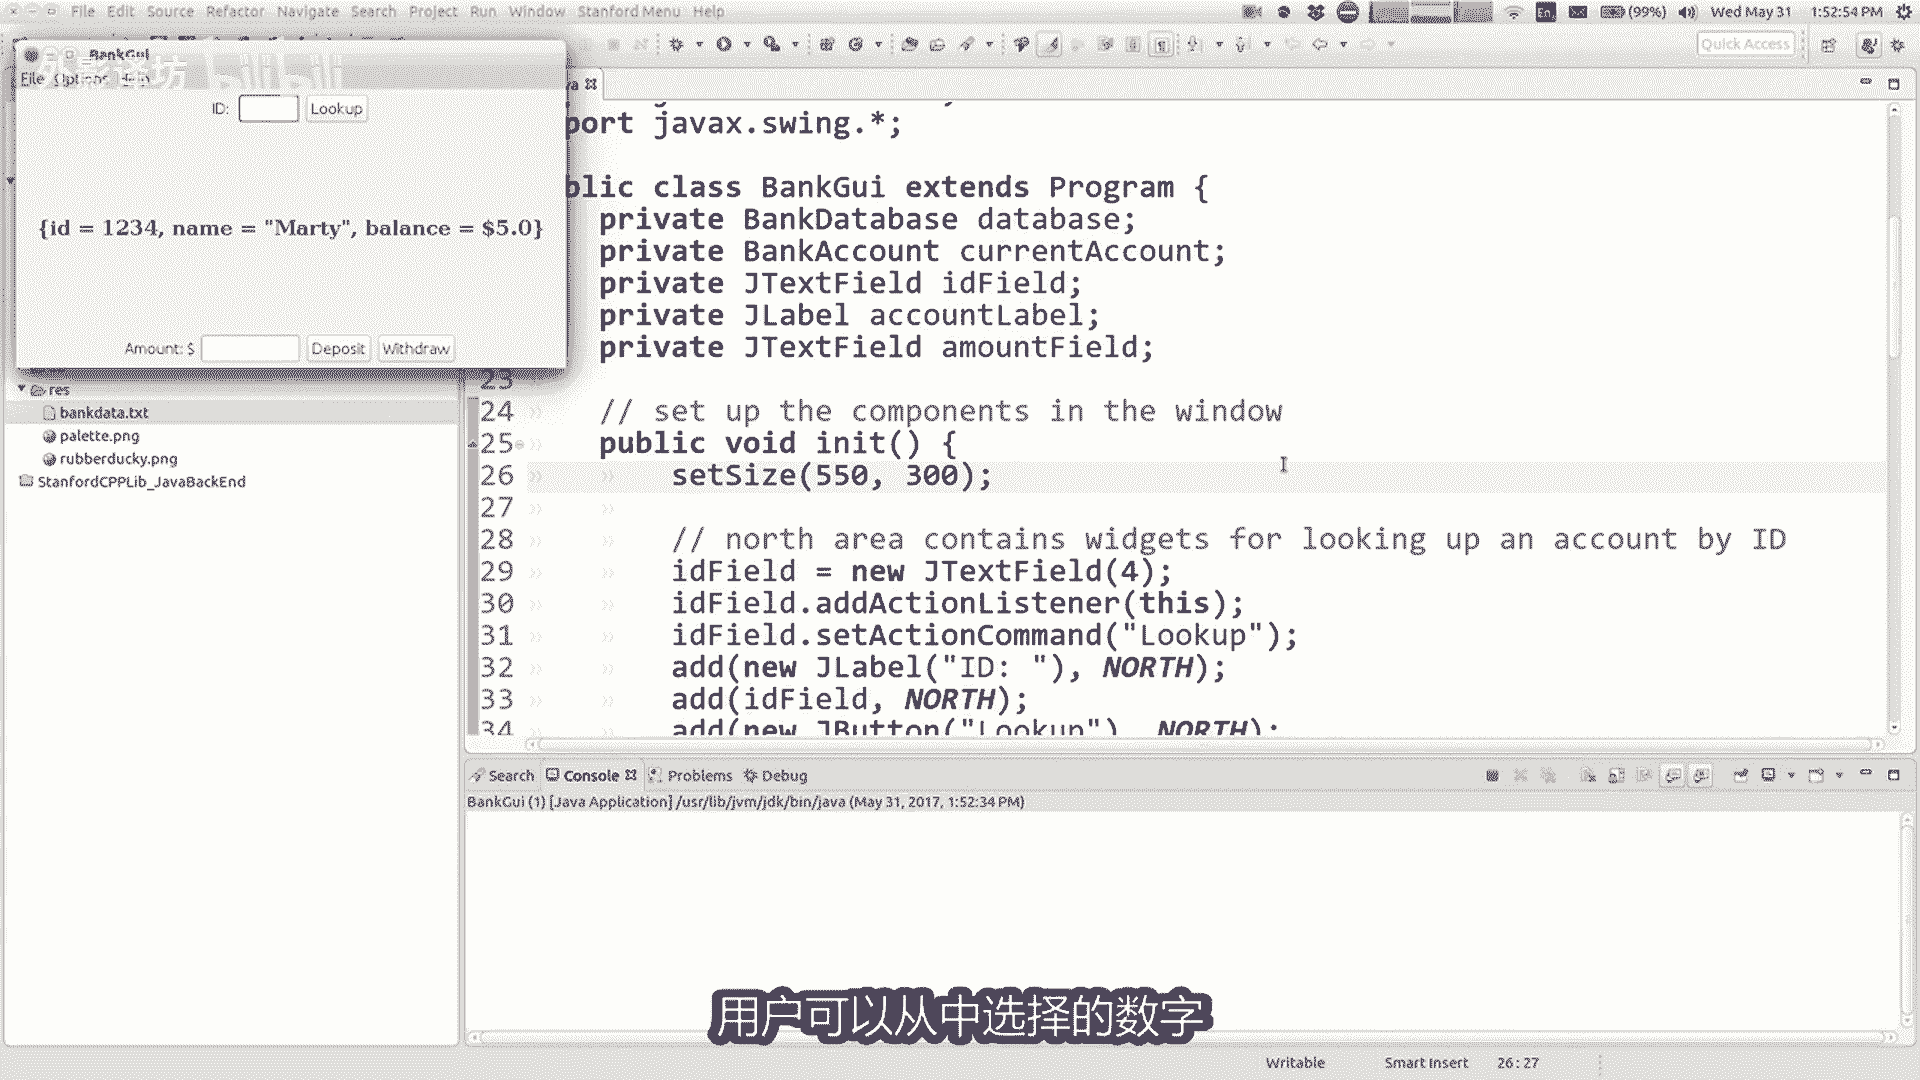 File Edit Source Refactor Navigate Search Project Run Window Stanford Menu Help
En
(99%)
Wed May 31
1:52:54 PM
Quick Access
BankGui
File Options Help
bilibili
ID:
Lookup
{id = 1234, name = "Marty", balance = $5.0}
Amount: $
Deposit
Withdraw
res
bankdata.txt
palette.png
rubberducky.png
StanfordCPPLib_JavaBackEnd
port javax.swing.*;
blic class BankGui extends Program {
private BankDatabase database;
private BankAccount currentAccount;
private JTextField idField;
private JLabel accountLabel;
private JTextField amountField;
23
24 // set up the components in the window
25 public void init() {
26 setSize(550, 300);
27
28 // north area contains widgets for looking up an account by ID
29 idField = new JTextField(4);
30 idField.addActionListener(this);
31 idField.setActionCommand("Lookup");
32 add(new JLabel("ID: "), NORTH);
33 add(idField, NORTH);
34 add(new JButton("Lookup"), NORTH);
Search Console Problems Debug
BankGui (1) [Java Application] /usr/lib/jvm/jdk/bin/java (May 31, 2017, 1:52:34 PM)
用户可以从中选择的数字
Writable
Smart Insert
26:27